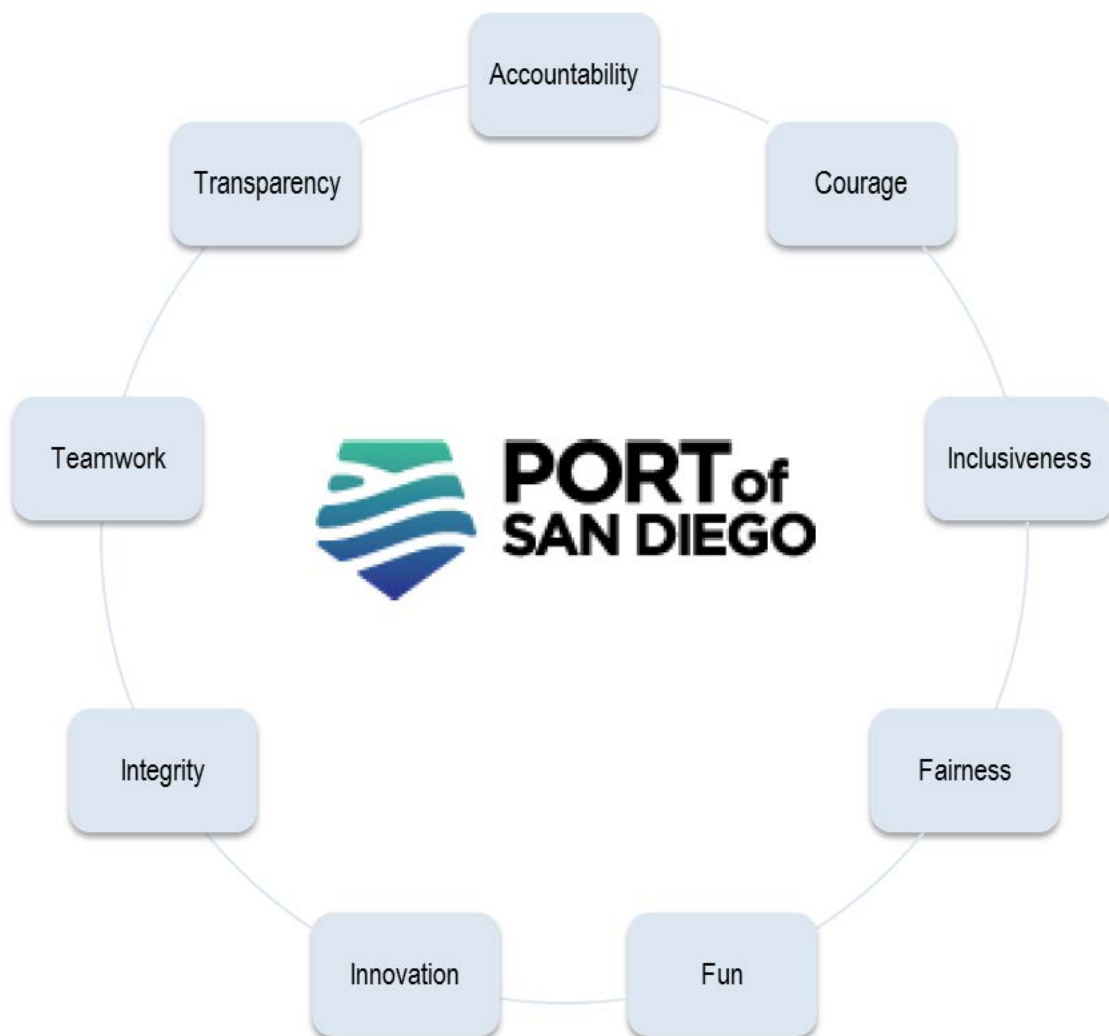 Accountability
Transparency
Courage
Teamwork
Inclusiveness
PORT of
SAN DIEGO
Integrity
Fairness
Innovation
Fun